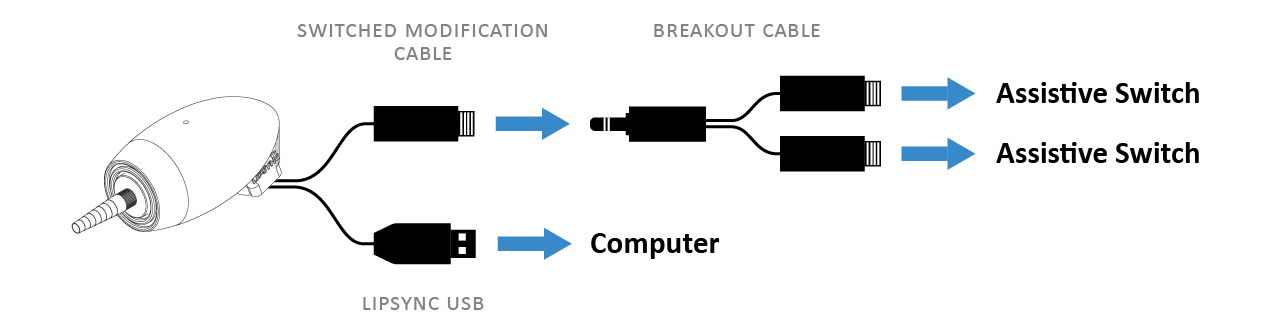 SWITCHED MODIFICATION
CABLE
BREAKOUT CABLE
Assistive Switch
Assistive Switch
Computer
LIPSYNC USB